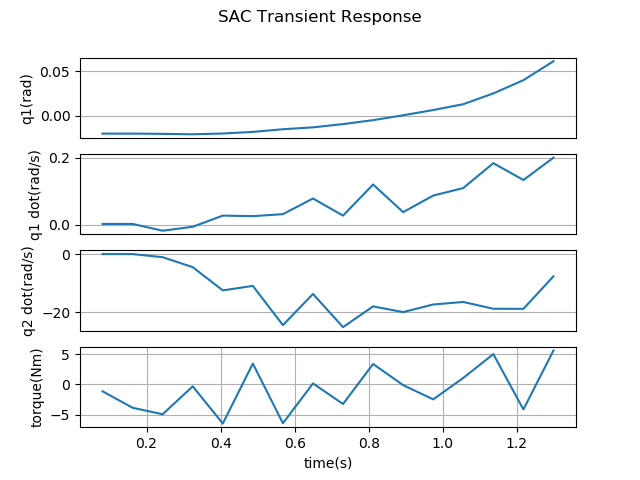 SAC Transient Response
q1(rad)
0.05
0.00
q1 dot(rad/s)
0.2
0.0
q2 dot(rad/s)
0
−20
torque(Nm)
5
0
−5
0.2 0.4 0.6 0.8 1.0 1.2
time(s)